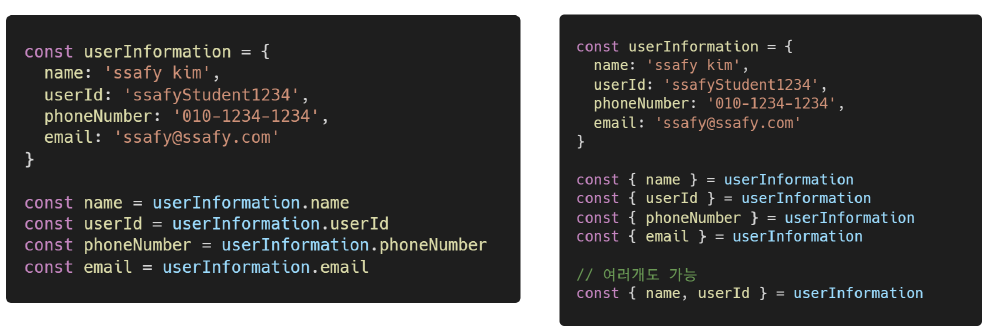 const userInformation = {
  name: 'ssafy kim',
  userId: 'ssafyStudent1234',
  phoneNumber: '010-1234-1234',
  email: 'ssafy@ssafy.com'
}

const name = userInformation.name
const userId = userInformation.userId
const phoneNumber = userInformation.phoneNumber
const email = userInformation.email

const userInformation = {
  name: 'ssafy kim',
  userId: 'ssafyStudent1234',
  phoneNumber: '010-1234-1234',
  email: 'ssafy@ssafy.com'
}

const { name } = userInformation
const { userId } = userInformation
const { phoneNumber } = userInformation
const { email } = userInformation

// 여러개도 가능
const { name, userId } = userInformation